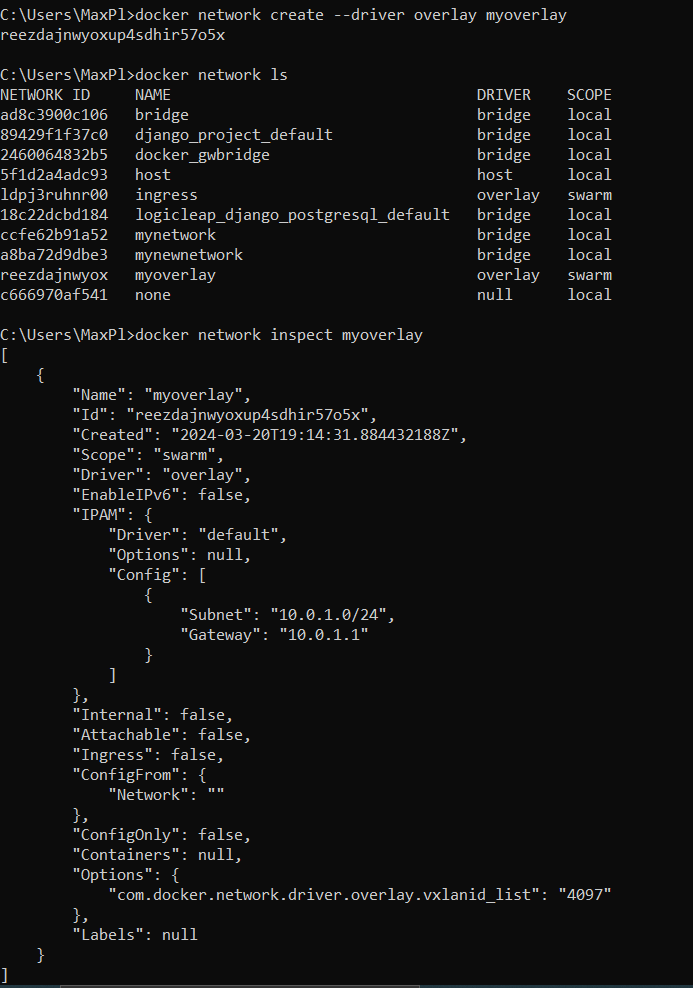 C:\Users\MaxPl>docker network create --driver overlay myoverlay
reezdajnwyoxup4sdhir57o5x

C:\Users\MaxPl>docker network ls
NETWORK ID     NAME                                  DRIVER    SCOPE
ad8c3900c106   bridge                                bridge    local
89429f1f37c0   django_project_default                bridge    local
2460064832b5   docker_gwbridge                       bridge    local
5f1d2a4adc93   host                                  host      local
ldpj3ruhnr00   ingress                               overlay   swarm
18c22dcbd184   logicleap_django_postgresql_default   bridge    local
ccfe62b91a52   mynetwork                             bridge    local
a8ba72d9dbe3   mynewnetwork                          bridge    local
reezdajnwyox   myoverlay                             overlay   swarm
c666970af541   none                                  null      local

C:\Users\MaxPl>docker network inspect myoverlay
[
    {
        "Name": "myoverlay",
        "Id": "reezdajnwyoxup4sdhir57o5x",
        "Created": "2024-03-20T19:14:31.884432188Z",
        "Scope": "swarm",
        "Driver": "overlay",
        "EnableIPv6": false,
        "IPAM": {
            "Driver": "default",
            "Options": null,
            "Config": [
                {
                    "Subnet": "10.0.1.0/24",
                    "Gateway": "10.0.1.1"
                }
            ]
        },
        "Internal": false,
        "Attachable": false,
        "Ingress": false,
        "ConfigFrom": {
            "Network": ""
        },
        "ConfigOnly": false,
        "Containers": null,
        "Options": {
            "com.docker.network.driver.overlay.vxlanid_list": "4097"
        },
        "Labels": null
    }
]